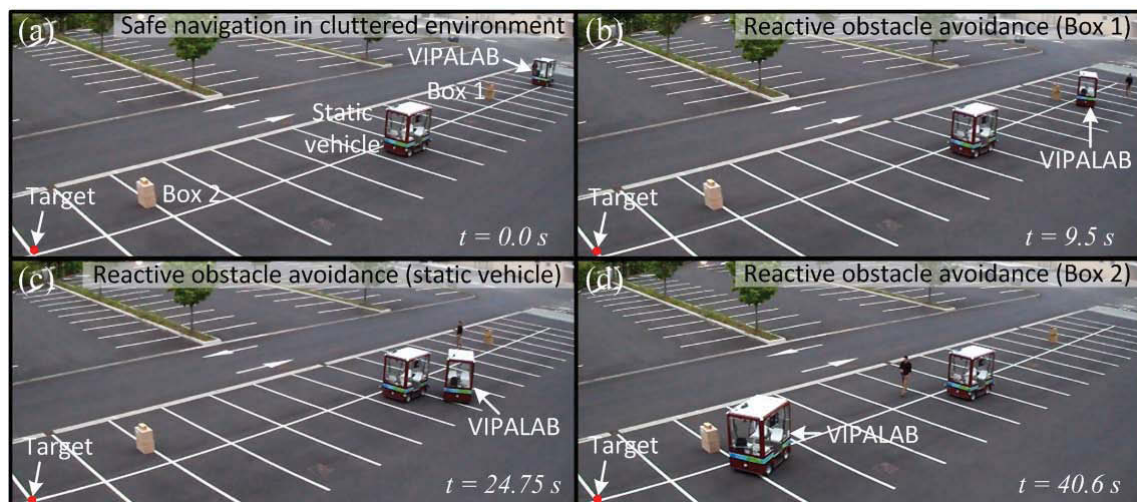 (a) Safe navigation in cluttered environment
VIPALAB
Box 1
Static
vehicle
Box 2
Target
t = 0.0 s
(b) Reactive obstacle avoidance (Box 1)
VIPALAB
Target
t = 9.5 s
(c) Reactive obstacle avoidance (static vehicle)
VIPALAB
Target
t = 24.75 s
(d) Reactive obstacle avoidance (Box 2)
VIPALAB
Target
t = 40.6 s